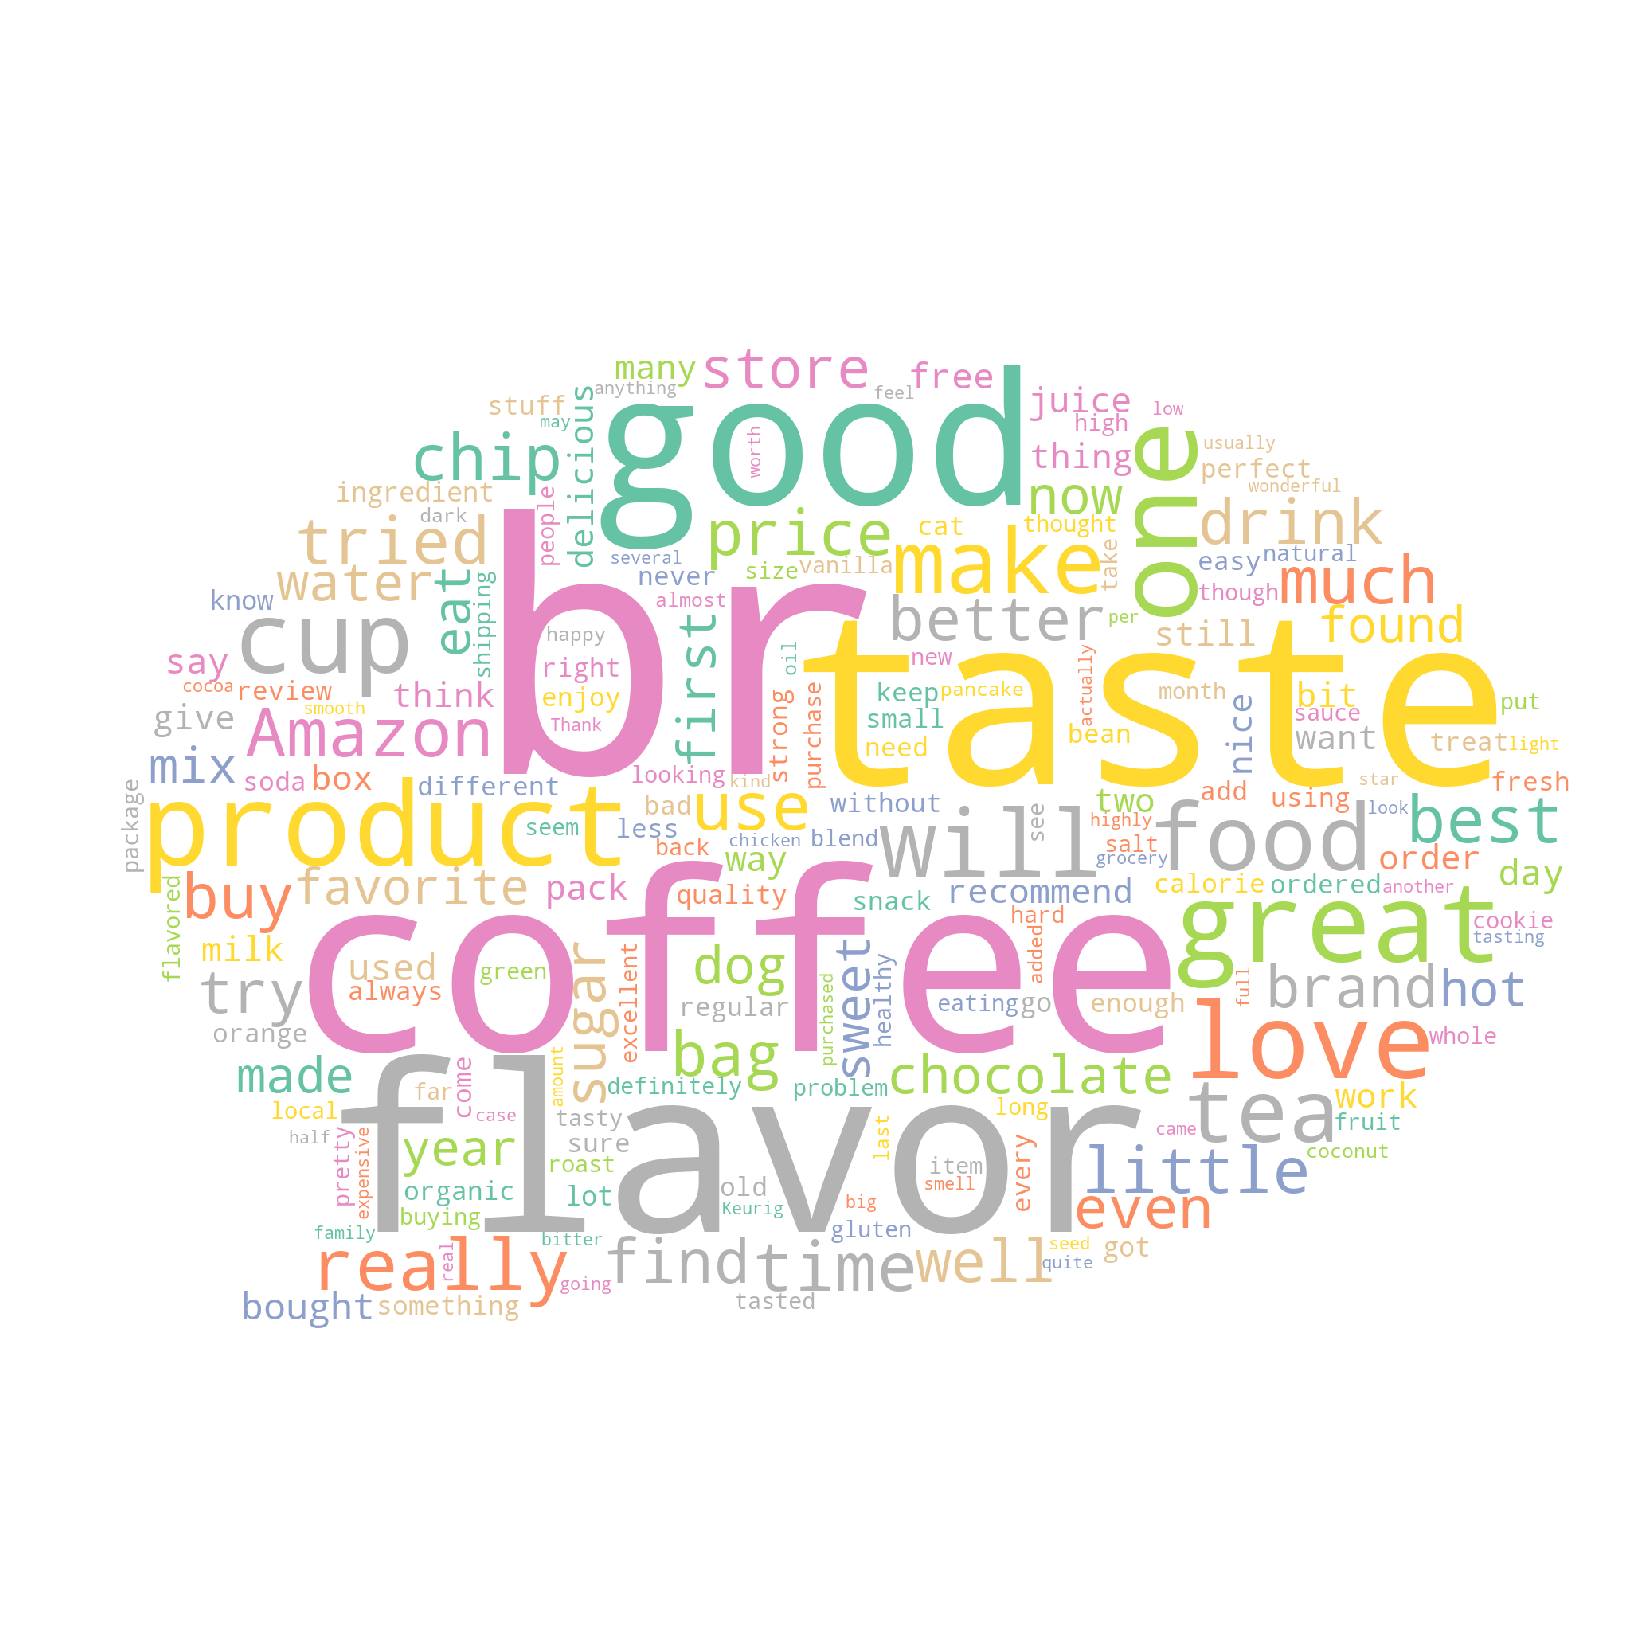 many
store
free
anything
feel
stuff
juice
low
may
high
good
delicious
worth
one
usually
chip
thing
perfect
wonderful
ingredient
people
now
dark
price
cat
thought
drink
tried
br
several
make
take
easy
natural
water
eat
shipping
never
size
vanilla
though
much
know
almost
better
per
found
cup
happy
first
still
say
right
oil
new
taste
actually
cocoa
review
think
enjoy
strong
purchase
keep
pancake
month
bit
put
give
smooth
Amazon
Thank
small
bean
nice
sauce
want
treat
light
mix
soda
box
different
looking
kind
need
star
fresh
package
product
seem
bad
use
without
two
add
using
look
best
less
back
chicken
blend
will
see
highly
salt
food
grocery
order
flavored
buy
favorite
pack
way
quality
snack
recommend
calorie
ordered
another
day
milk
coffee
hard
great
cookie
tasting
try
used
always
green
sugar
excellent
dog
regular
purchased
sweet
healthy
eating
go
added
enough
full
brand
hot
orange
bag
love
whole
made
far
come
amount
definitely
problem
chocolate
work
local
case
flavor
tasty
long
last
came
tea
fruit
half
pretty
expensive
year
sure
roast
item
every
little
coconut
organic
lot
old
smell
buying
Keurig
big
even
family
real
bitter
gluten
seed
got
really
going
find
time
well
quite
bought
something
tasted